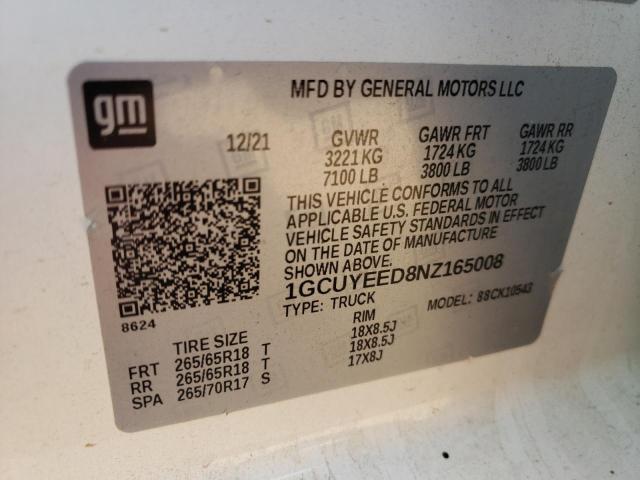 gm
MFD BY GENERAL MOTORS LLC
12/21 GVWR GAWR FRT GAWR RR
3221 KG 1724 KG 1724 KG
7100 LB 3800 LB 3800 LB
THIS VEHICLE CONFORMS TO ALL
APPLICABLE U.S. FEDERAL MOTOR
VEHICLE SAFETY STANDARDS IN EFFECT
ON THE DATE OF MANUFACTURE
SHOWN ABOVE.
1GCUYEED8NZ165008
TYPE: TRUCK MODEL: 88CK10543
8624
TIRE SIZE RIM
FRT 265/65R18 T 18X8.5J
RR 265/65R18 T 18X8.5J
SPA 265/70R17 S 17X8J